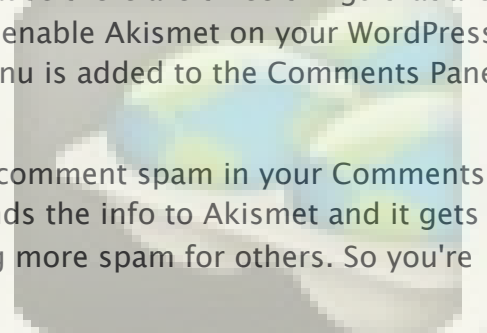 enable Akismet on your WordPress
nu is added to the Comments Pane
comment spam in your Comments
ds the info to Akismet and it gets
more spam for others. So you're